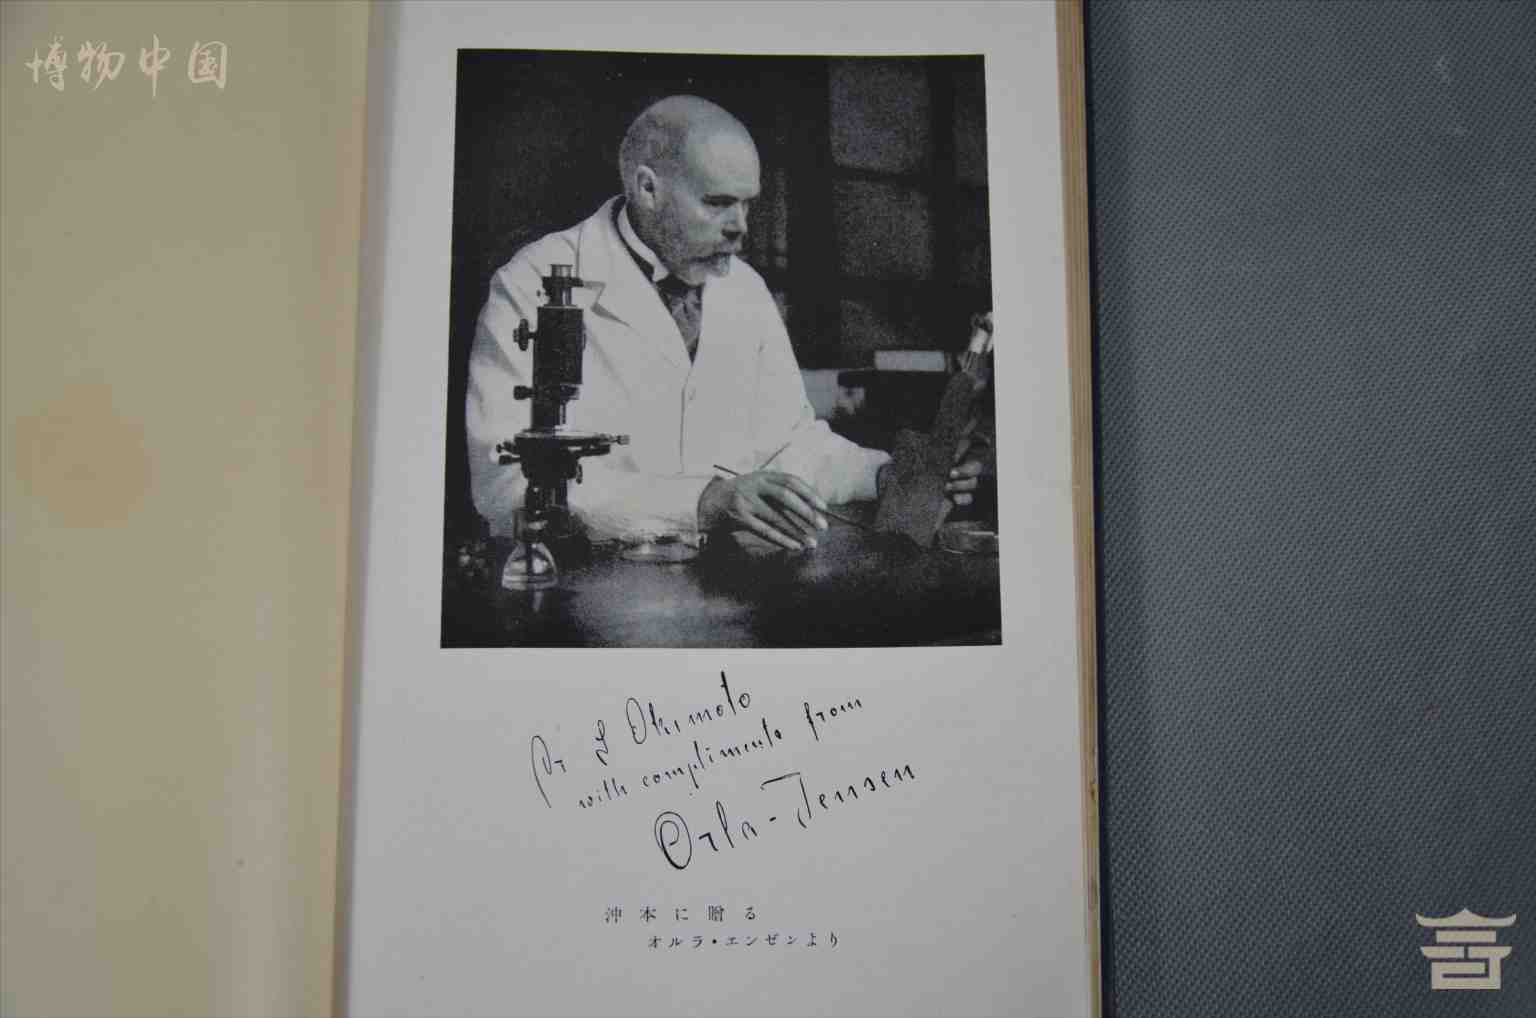 博物中国
Dr S Okimoto
with compliments from
Orla-Jensen
沖本に贈る
オルラ・エンゼンより